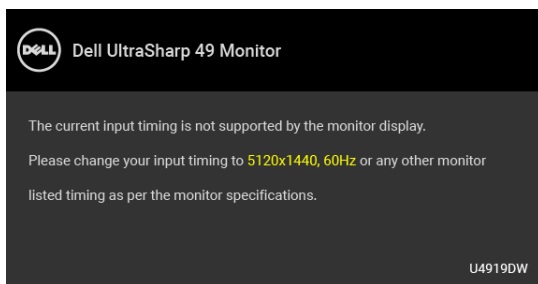 DELL Dell UltraSharp 49 Monitor
The current input timing is not supported by the monitor display.
Please change your input timing to 5120x1440, 60Hz or any other monitor
listed timing as per the monitor specifications.
U4919DW